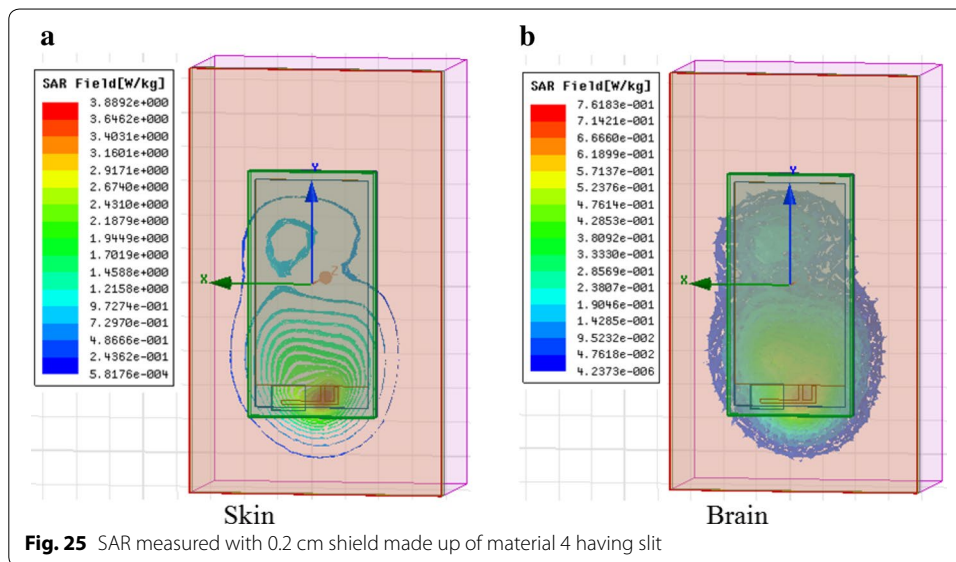 a
SAR Field[W/kg]
3.8892e+000
3.6462e+000
3.4031e+000
3.1601e+000
2.9171e+000
2.6740e+000
2.4310e+000
2.1879e+000
1.9449e+000
1.7019e+000
1.4588e+000
1.2158e+000
9.7274e-001
7.2970e-001
4.8666e-001
2.4362e-001
5.8176e-004
Y
X
Z
Skin
b
SAR Field[W/kg]
7.6183e-001
7.1421e-001
6.6660e-001
6.1899e-001
5.7137e-001
5.2376e-001
4.7614e-001
4.2853e-001
3.8092e-001
3.3330e-001
2.8569e-001
2.3807e-001
1.9046e-001
1.4285e-001
9.5232e-002
4.7618e-002
4.2373e-006
Y
X
Brain
Fig. 25 SAR measured with 0.2 cm shield made up of material 4 having slit